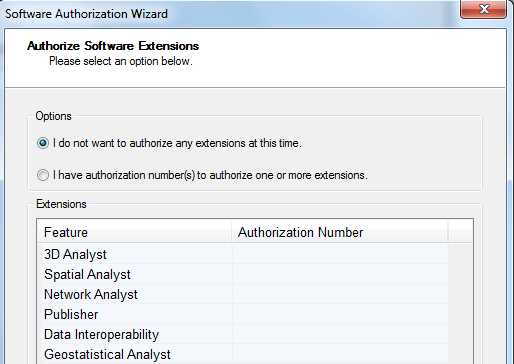 Software Authorization Wizard
Authorize Software Extensions
Please select an option below.
Options
I do not want to authorize any extensions at this time.
I have authorization number(s) to authorize one or more extensions.
Extensions
Feature Authorization Number
3D Analyst
Spatial Analyst
Network Analyst
Publisher
Data Interoperability
Geostatistical Analyst